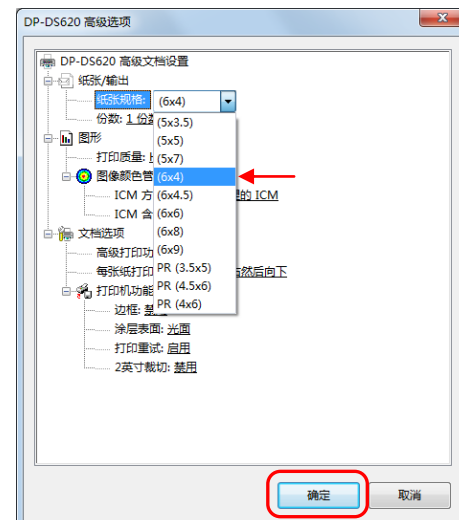 DP-DS620 高级选项
DP-DS620 高级文档设置
纸张/输出
纸张规格: (6x4)
份数: 1 份
(5x3.5)
(5x5)
(5x7)
(6x4)
(6x4.5)
(6x6)
(6x8)
(6x9)
PR (3.5x5)
PR (4.5x6)
PR (4x6)
图形
打印质量:
图像颜色管
ICM 方 的 ICM
ICM 含
文档选项
高级打印功
每张纸打印 然后向下
打印机功能
边框:
涂层表面: 光面
打印重试: 启用
2英寸裁切: 禁用
确定 取消